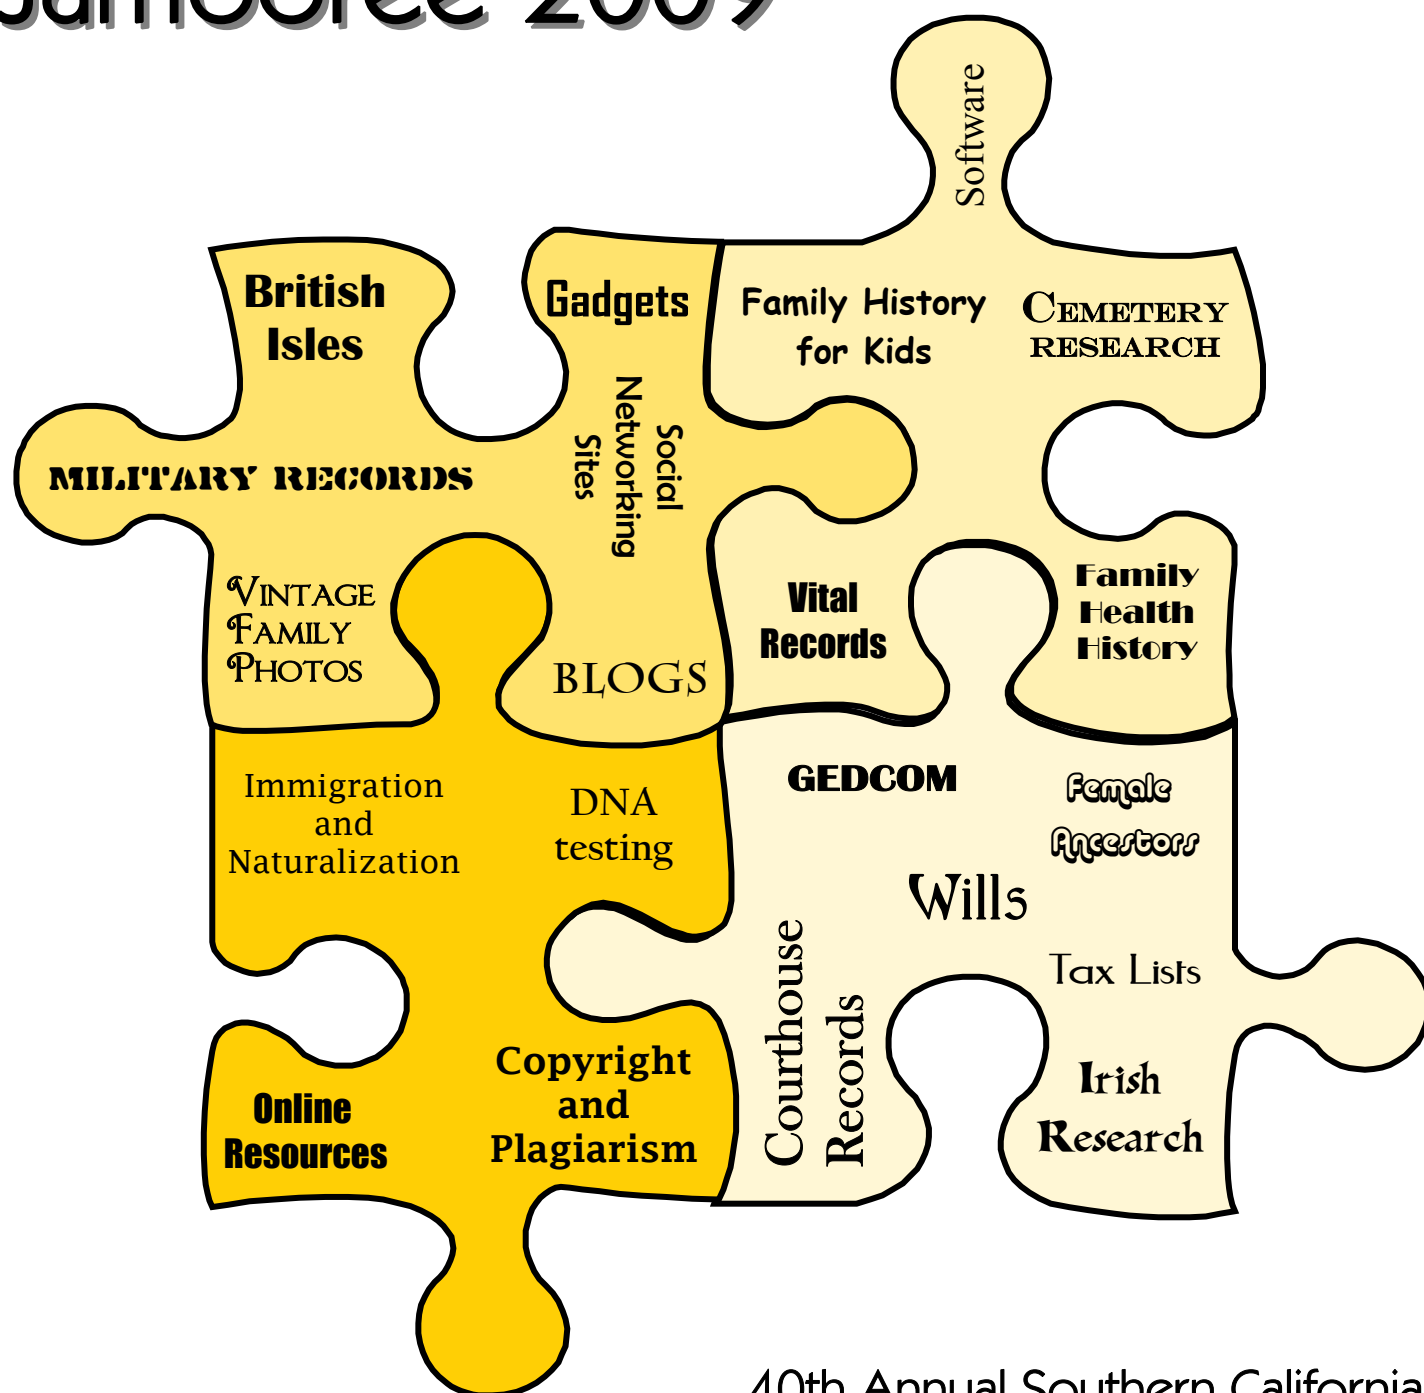 Jamboree 2009
Software
British
Isles
Gadgets
Family History
for Kids
CEMETERY
RESEARCH
Social
Networking
Sites
MILITARY RECORDS
VINTAGE
FAMILY
PHOTOS
BLOGS
Vital
Records
Family
Health
History
Immigration
and
Naturalization
DNA
testing
GEDCOM
Female
Ancestors
Wills
Tax Lists
Courthouse
Records
Irish
Research
Online
Resources
Copyright
and
Plagiarism
40th Annual Southern California